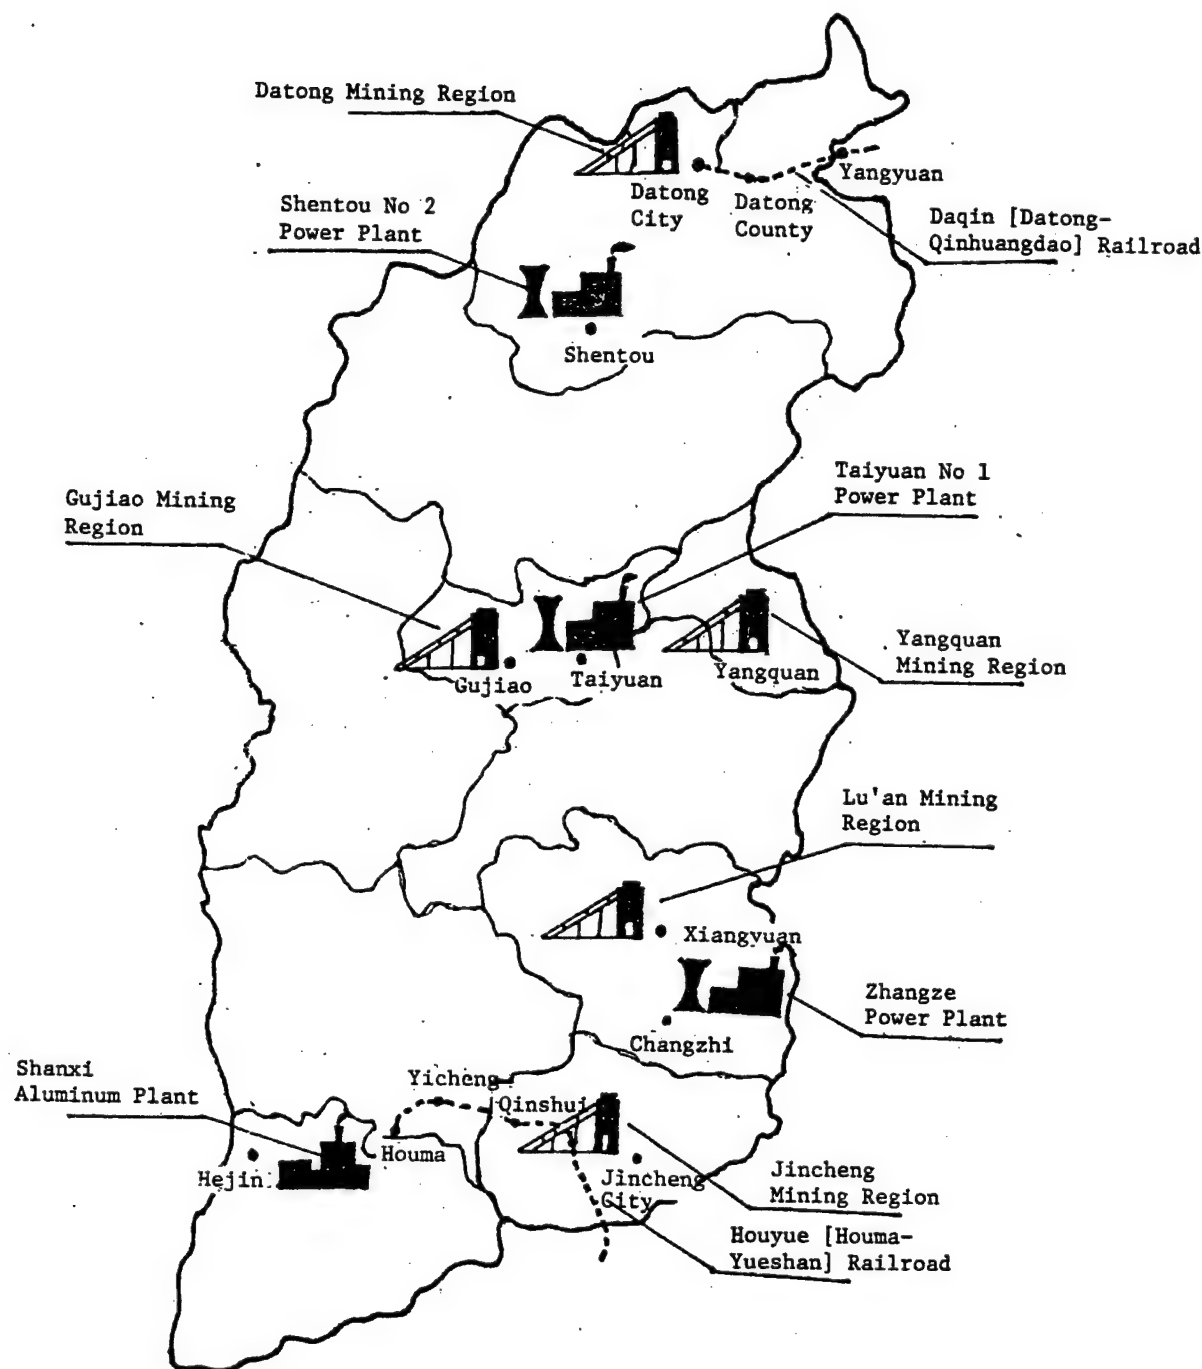 Datong Mining Region
Yangyuan
Datong
City
Datong
County
Shentou No 2
Power Plant
Daqin [Datong-
Qinhuangdao] Railroad
Shentou
Taiyuan No 1
Power Plant
Gujiao Mining
Region
Yangquan
Mining Region
Gujiao
Taiyuan
Yangquan
Lu'an Mining
Region
Xiangyuan
Zhangze
Power Plant
Changzhi
Shanxi
Aluminum Plant
Yicheng
Qinshui
Houma
Hejin
Jincheng
City
Jincheng
Mining Region
Houyue [Houma-
Yueshan] Railroad